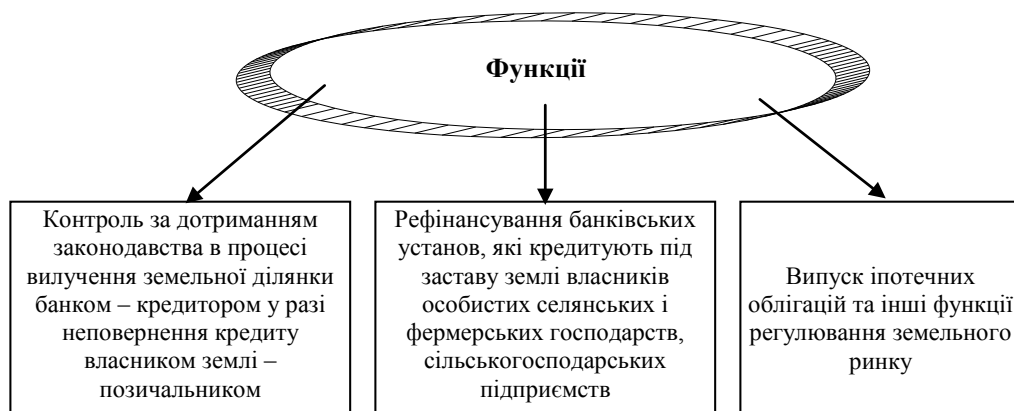 Функції
Контроль за дотриманням
законодавства в процесі
вилучення земельної ділянки
банком – кредитором у разі
неповернення кредиту
власником землі –
позичальником
Рефінансування банківських
установ, які кредитують під
заставу землі власників
особистих селянських і
фермерських господарств,
сільськогосподарських
підприємств
Випуск іпотечних
облігацій та інші функції
регулювання земельного
ринку